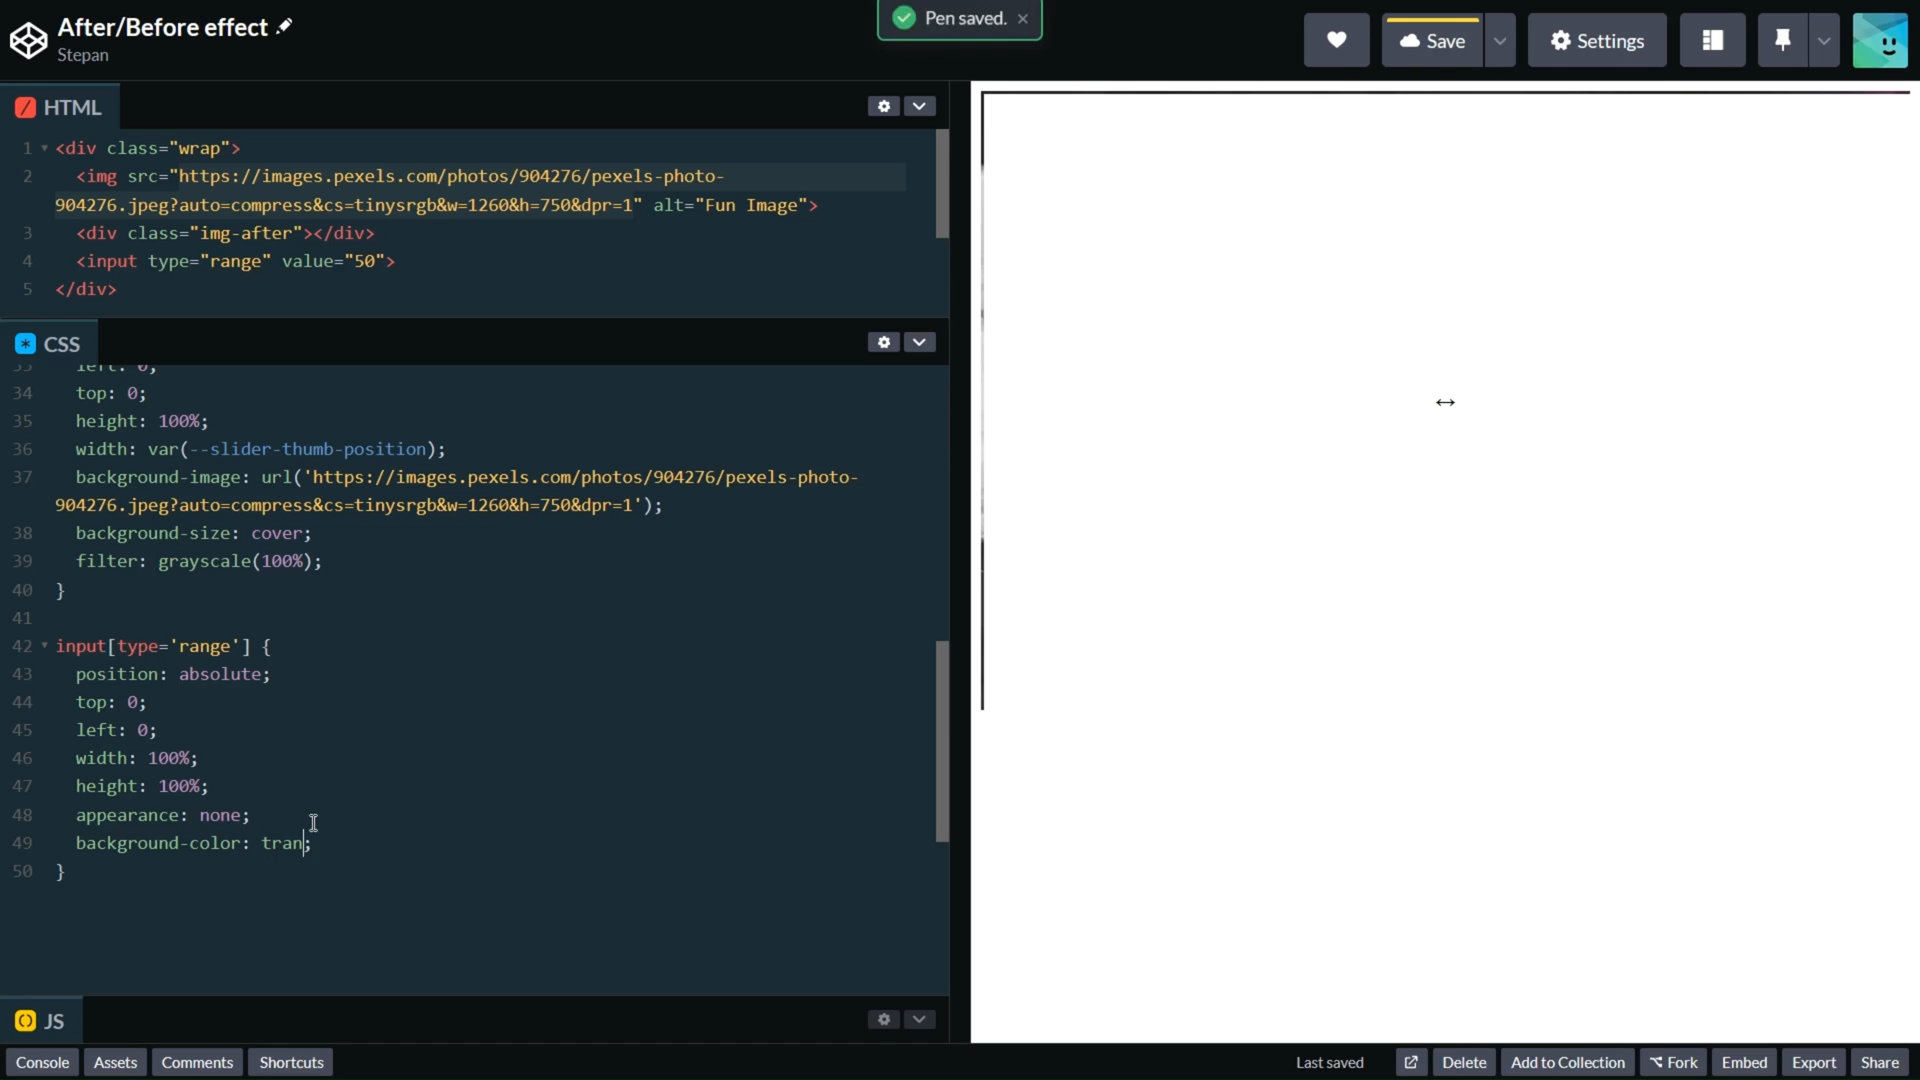 After/Before effect
Stepan
Pen saved. ×
Save
Settings
HTML
1 <div class="wrap">
2 <img src="https://images.pexels.com/photos/904276/pexels-photo-
904276.jpeg?auto=compress&cs=tinysrgb&w=1260&h=750&dpr=1" alt="Fun Image">
3 <div class="img-after"></div>
4 <input type="range" value="50">
5 </div>
CSS
33 left: 0;
34 top: 0;
35 height: 100%;
36 width: var(--slider-thumb-position);
37 background-image: url('https://images.pexels.com/photos/904276/pexels-photo-
904276.jpeg?auto=compress&cs=tinysrgb&w=1260&h=750&dpr=1');
38 background-size: cover;
39 filter: grayscale(100%);
40 }
41
42 input[type='range'] {
43 position: absolute;
44 top: 0;
45 left: 0;
46 width: 100%;
47 height: 100%;
48 appearance: none;
49 background-color: tran;
50 }
JS
Console Assets Comments Shortcuts Last saved Delete Add to Collection Fork Embed Export Share